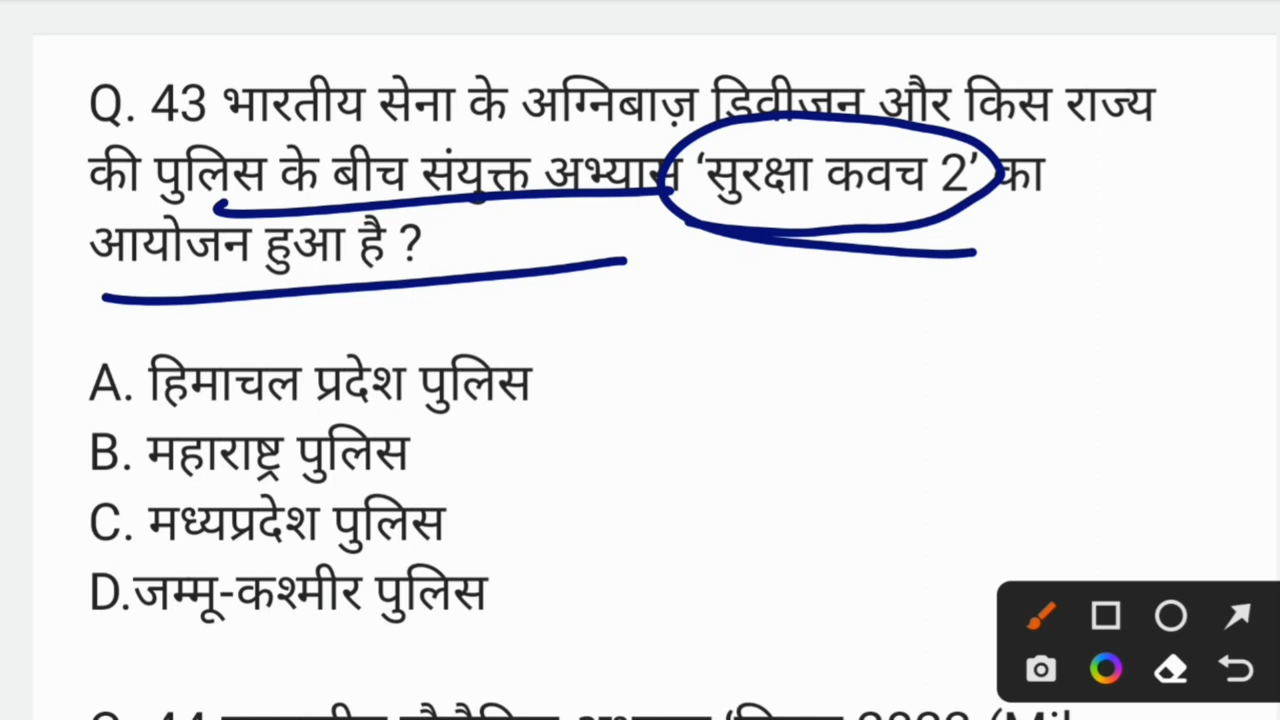 Q. 43 भारतीय सेना के अग्निबाज़ डिवीजन और किस राज्य
की पुलिस के बीच संयुक्त अभ्यास ‘सुरक्षा कवच 2’ का
आयोजन हुआ है ?
A. हिमाचल प्रदेश पुलिस
B. महाराष्ट्र पुलिस
C. मध्यप्रदेश पुलिस
D.जम्मू-कश्मीर पुलिस